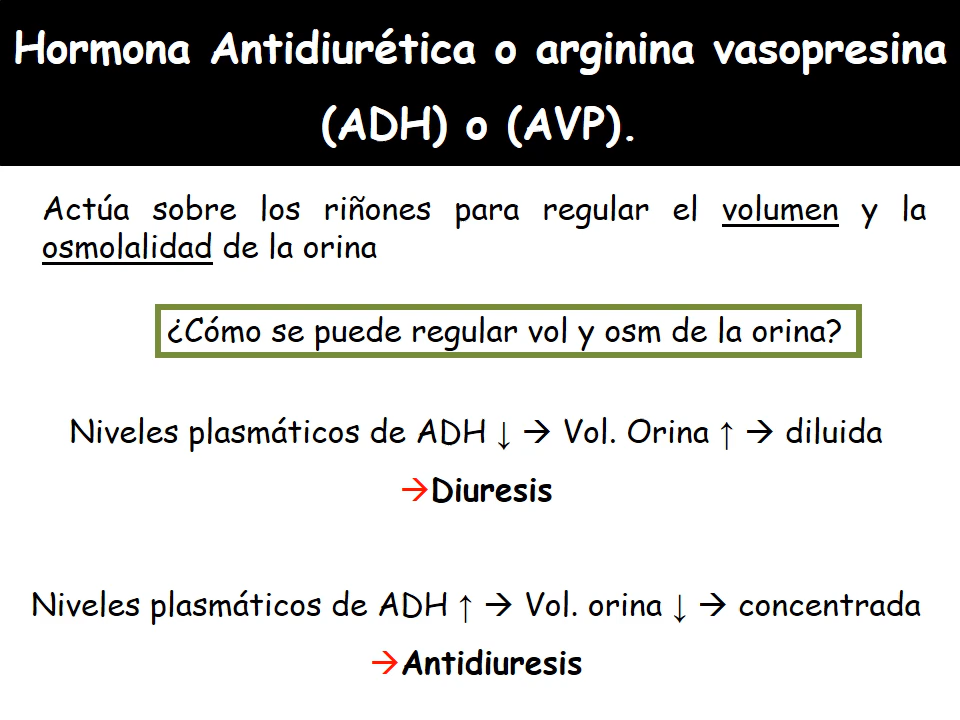 Hormona Antidiurética o arginina vasopresina
(ADH) o (AVP).
Actúa sobre los riñones para regular el volumen y la
osmolalidad de la orina
¿Cómo se puede regular vol y osm de la orina?
Niveles plasmáticos de ADH ↓ → Vol. Orina ↑ → diluida
→Diuresis
Niveles plasmáticos de ADH ↑ → Vol. orina ↓ → concentrada
→Antidiuresis